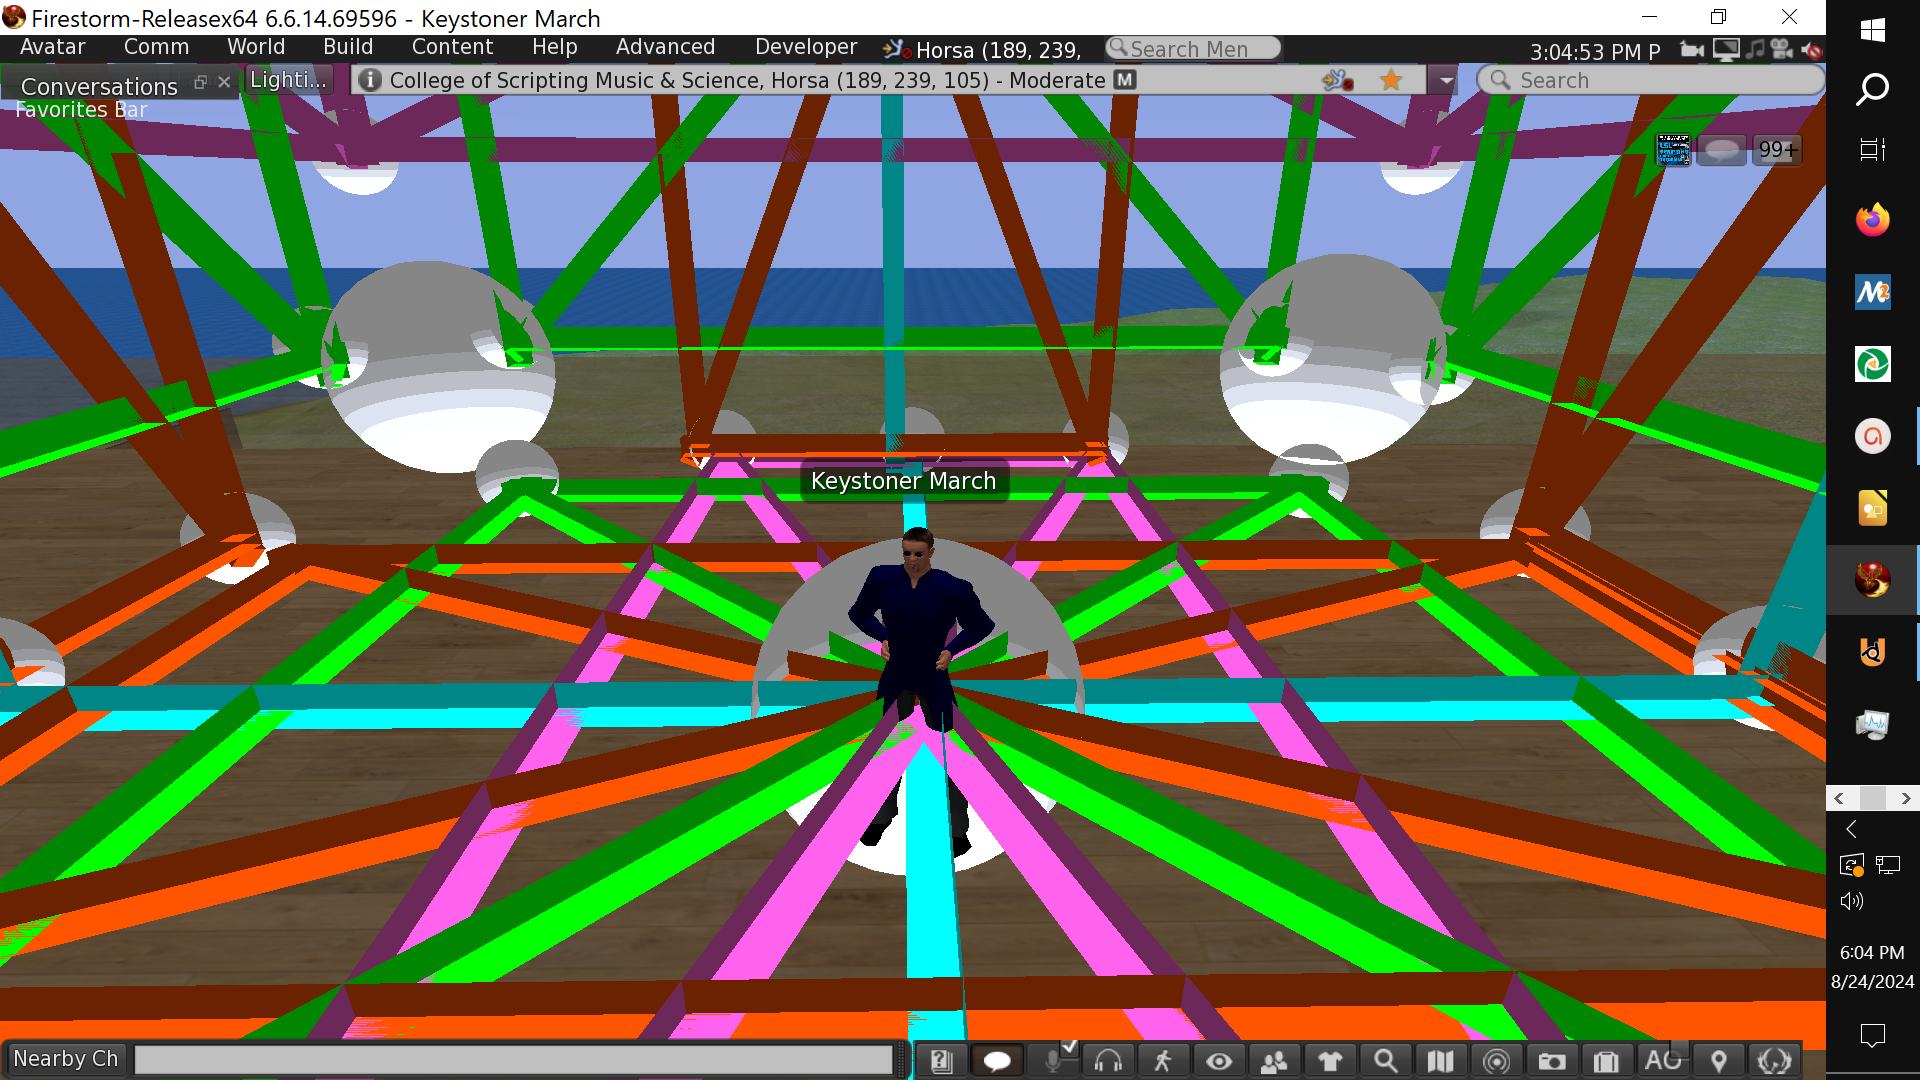 Firestorm-Releasex64 6.6.14.69596 - Keystoner March
Avatar Comm World Build Content Help Advanced Developer Horsa (189, 239, Search Men 3:04:53 PM P
Conversations Lighti... College of Scripting Music & Science, Horsa (189, 239, 105) - Moderate M Search
Favorites Bar
99+
Keystoner March
Nearby Ch
AO
6:04 PM
8/24/2024